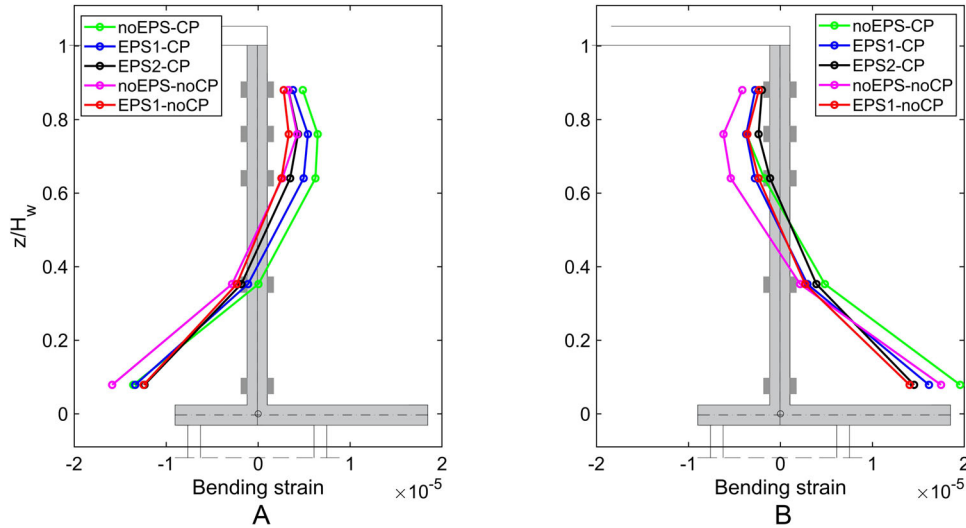 noEPS-CP
EPS1-CP
EPS2-CP
noEPS-noCP
EPS1-noCP
1
0.8
0.6
0.4
0.2
0
z/H_w
-2 -1 0 1 2
Bending strain ×10^-5
A
noEPS-CP
EPS1-CP
EPS2-CP
noEPS-noCP
EPS1-noCP
1
0.8
0.6
0.4
0.2
0
-2 -1 0 1 2
Bending strain ×10^-5
B